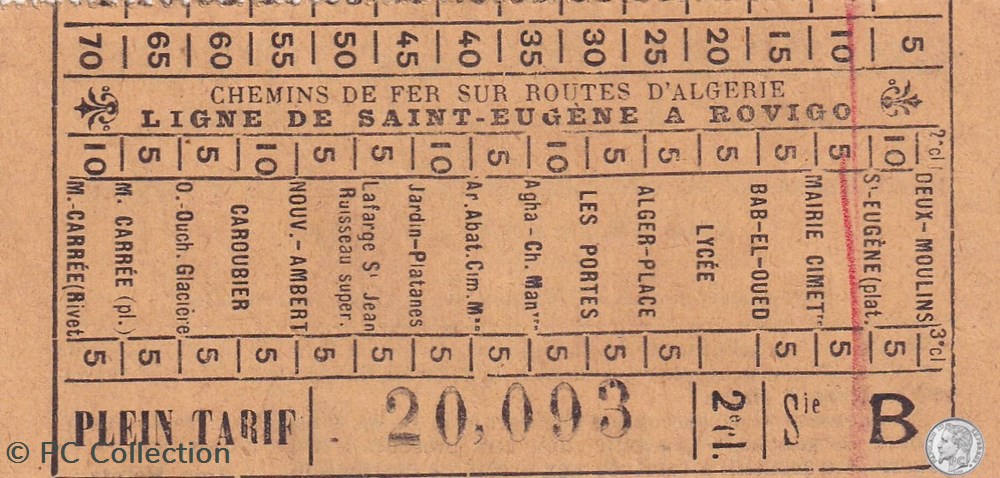 70 65 60 55 50 45 40 35 30 25 20 15 10 5
CHEMINS DE FER SUR ROUTES D'ALGERIE
LIGNE DE SAINT-EUGÈNE A ROVIGO
10 5 5 10 5 5 10 5 10 5 5 5 5 5 10 2e cl
M.-CARRÉE (Rivet
M. CARRÉE (pl.)
O.-Ouch. Glacière
CAROUBIER
NOUV.-AMBERT
Ruisseau super.
Lafarge St Jean
Jardin-Platanes
Ar. Abat. Cim. Mne
Agha - Ch. Manvre
LES PORTES
ALGER-PLACE
LYCÉE
BAB-EL-OUED
MAIRIE CIMETre
St-EUGÈNE (plat.
DEUX-MOULINS
5 5 5 5 5 5 5 5 5 5 5 5 5 5 3e cl
PLEIN TARIF 20,093 2e cl. Sie B
© PC Collection